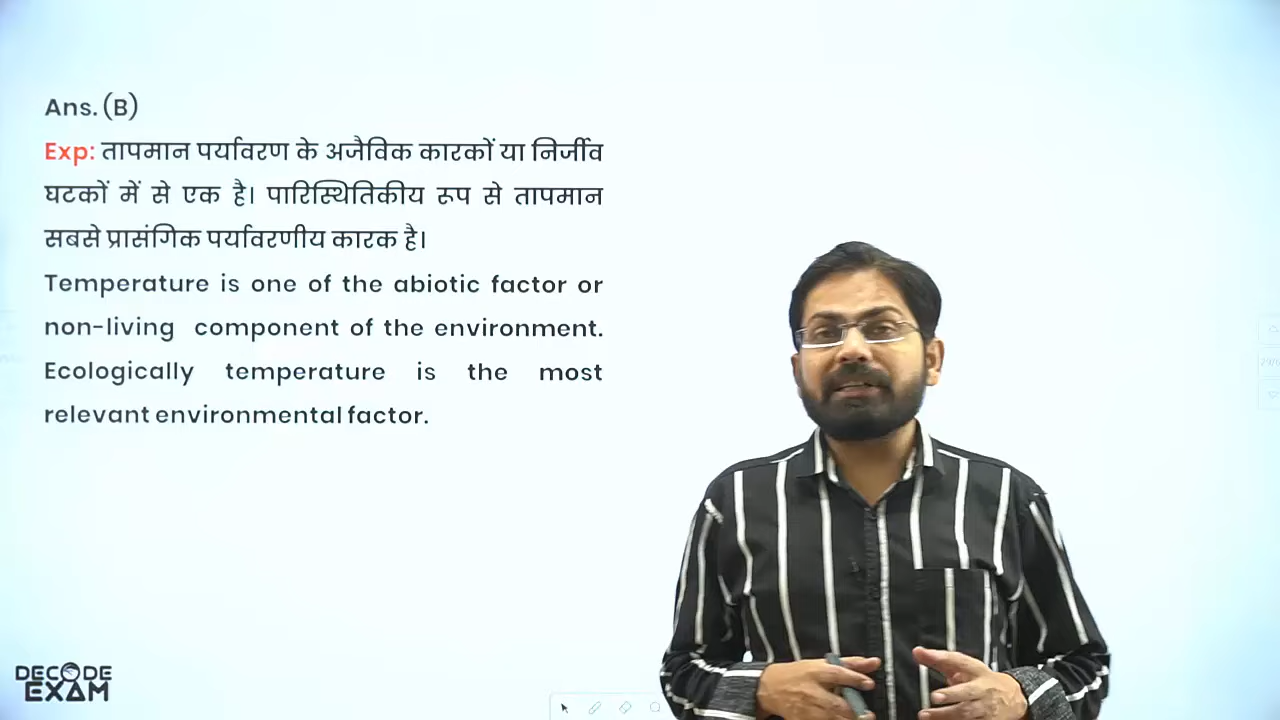 Ans. (B)
Exp: तापमान पर्यावरण के अजैविक कारकों या निर्जीव
घटकों में से एक है। पारिस्थितिकीय रूप से तापमान
सबसे प्रासंगिक पर्यावरणीय कारक है।
Temperature is one of the abiotic factor or
non-living component of the environment.
Ecologically temperature is the most
relevant environmental factor.
DECODE
EXAM